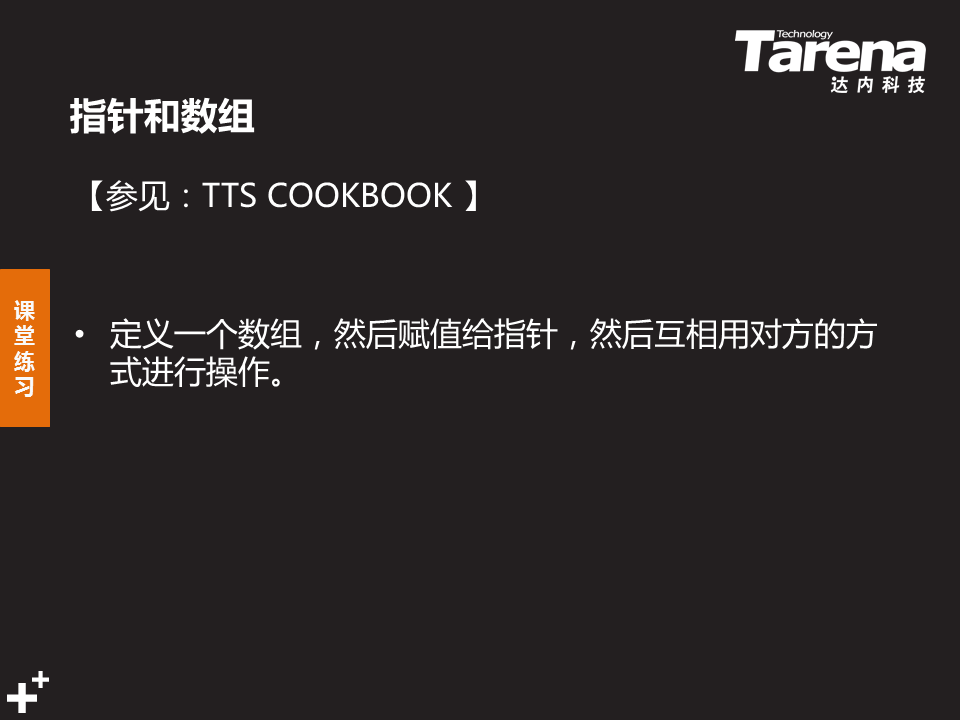 Technology
Tarena
达内科技
指针和数组
【参见：TTS COOKBOOK 】
课
堂
练
习
• 定义一个数组，然后赋值给指针，然后互相用对方的方
式进行操作。